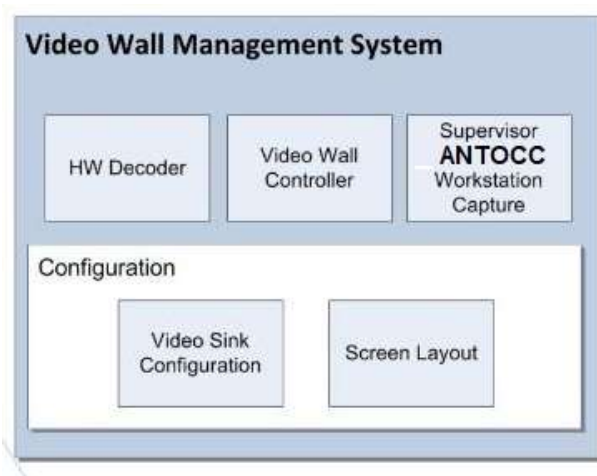 Video Wall Management System
HW Decoder
Video Wall
Controller
Supervisor
ANTOCC
Workstation
Capture
Configuration
Video Sink
Configuration
Screen Layout